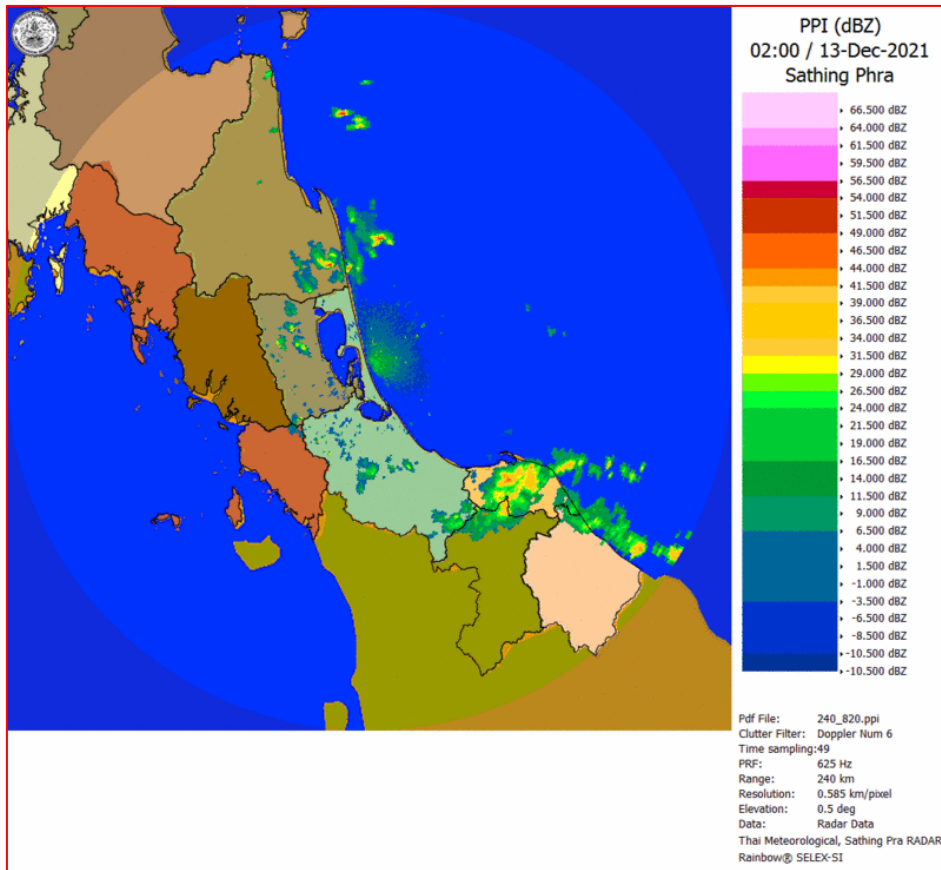 PPI (dBZ)
02:00 / 13-Dec-2021
Sathing Phra
66.500 dBZ
64.000 dBZ
61.500 dBZ
59.500 dBZ
56.500 dBZ
54.000 dBZ
51.500 dBZ
49.000 dBZ
46.500 dBZ
44.000 dBZ
41.500 dBZ
39.000 dBZ
36.500 dBZ
34.000 dBZ
31.500 dBZ
29.000 dBZ
26.500 dBZ
24.000 dBZ
21.500 dBZ
19.000 dBZ
16.500 dBZ
14.000 dBZ
11.500 dBZ
9.000 dBZ
6.500 dBZ
4.000 dBZ
1.500 dBZ
-1.000 dBZ
-3.500 dBZ
-6.500 dBZ
-8.500 dBZ
-10.500 dBZ
-10.500 dBZ
Pdf File: 240_820.ppi
Clutter Filter: Doppler Num 6
Time sampling:49
PRF: 625 Hz
Range: 240 km
Resolution: 0.585 km/pixel
Elevation: 0.5 deg
Data: Radar Data
Thai Meteorological, Sathing Pra RADAR
Rainbow® SELEX-SI